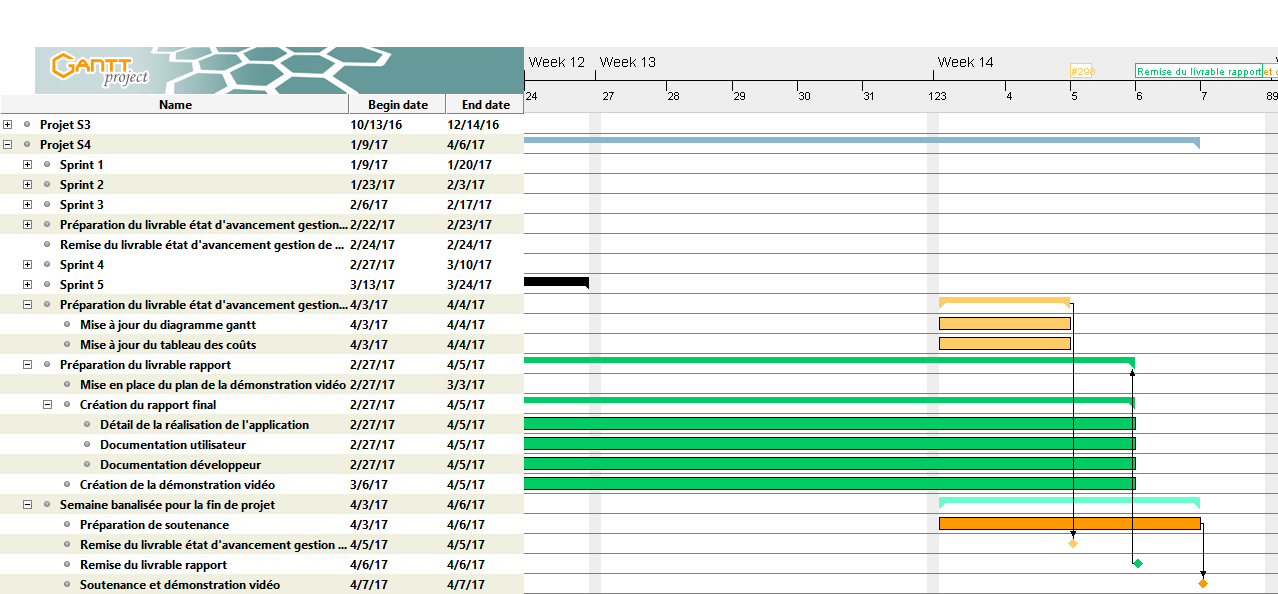 GANTT project
Week 12 Week 13 Week 14
#298 Remise du livrable rapport
24 27 28 29 30 31 123 4 5 6 7 89
Name Begin date End date
Projet S3 10/13/16 12/14/16
Projet S4 1/9/17 4/6/17
Sprint 1 1/9/17 1/20/17
Sprint 2 1/23/17 2/3/17
Sprint 3 2/6/17 2/17/17
Préparation du livrable état d'avancement gestion... 2/22/17 2/23/17
Remise du livrable état d'avancement gestion de ... 2/24/17 2/24/17
Sprint 4 2/27/17 3/10/17
Sprint 5 3/13/17 3/24/17
Préparation du livrable état d'avancement gestion... 4/3/17 4/4/17
Mise à jour du diagramme gantt 4/3/17 4/4/17
Mise à jour du tableau des coûts 4/3/17 4/4/17
Préparation du livrable rapport 2/27/17 4/5/17
Mise en place du plan de la démonstration vidéo 2/27/17 3/3/17
Création du rapport final 2/27/17 4/5/17
Détail de la réalisation de l'application 2/27/17 4/5/17
Documentation utilisateur 2/27/17 4/5/17
Documentation développeur 2/27/17 4/5/17
Création de la démonstration vidéo 3/6/17 4/5/17
Semaine banalisée pour la fin de projet 4/3/17 4/6/17
Préparation de soutenance 4/3/17 4/6/17
Remise du livrable état d'avancement gestion ... 4/5/17 4/5/17
Remise du livrable rapport 4/6/17 4/6/17
Soutenance et démonstration vidéo 4/7/17 4/7/17